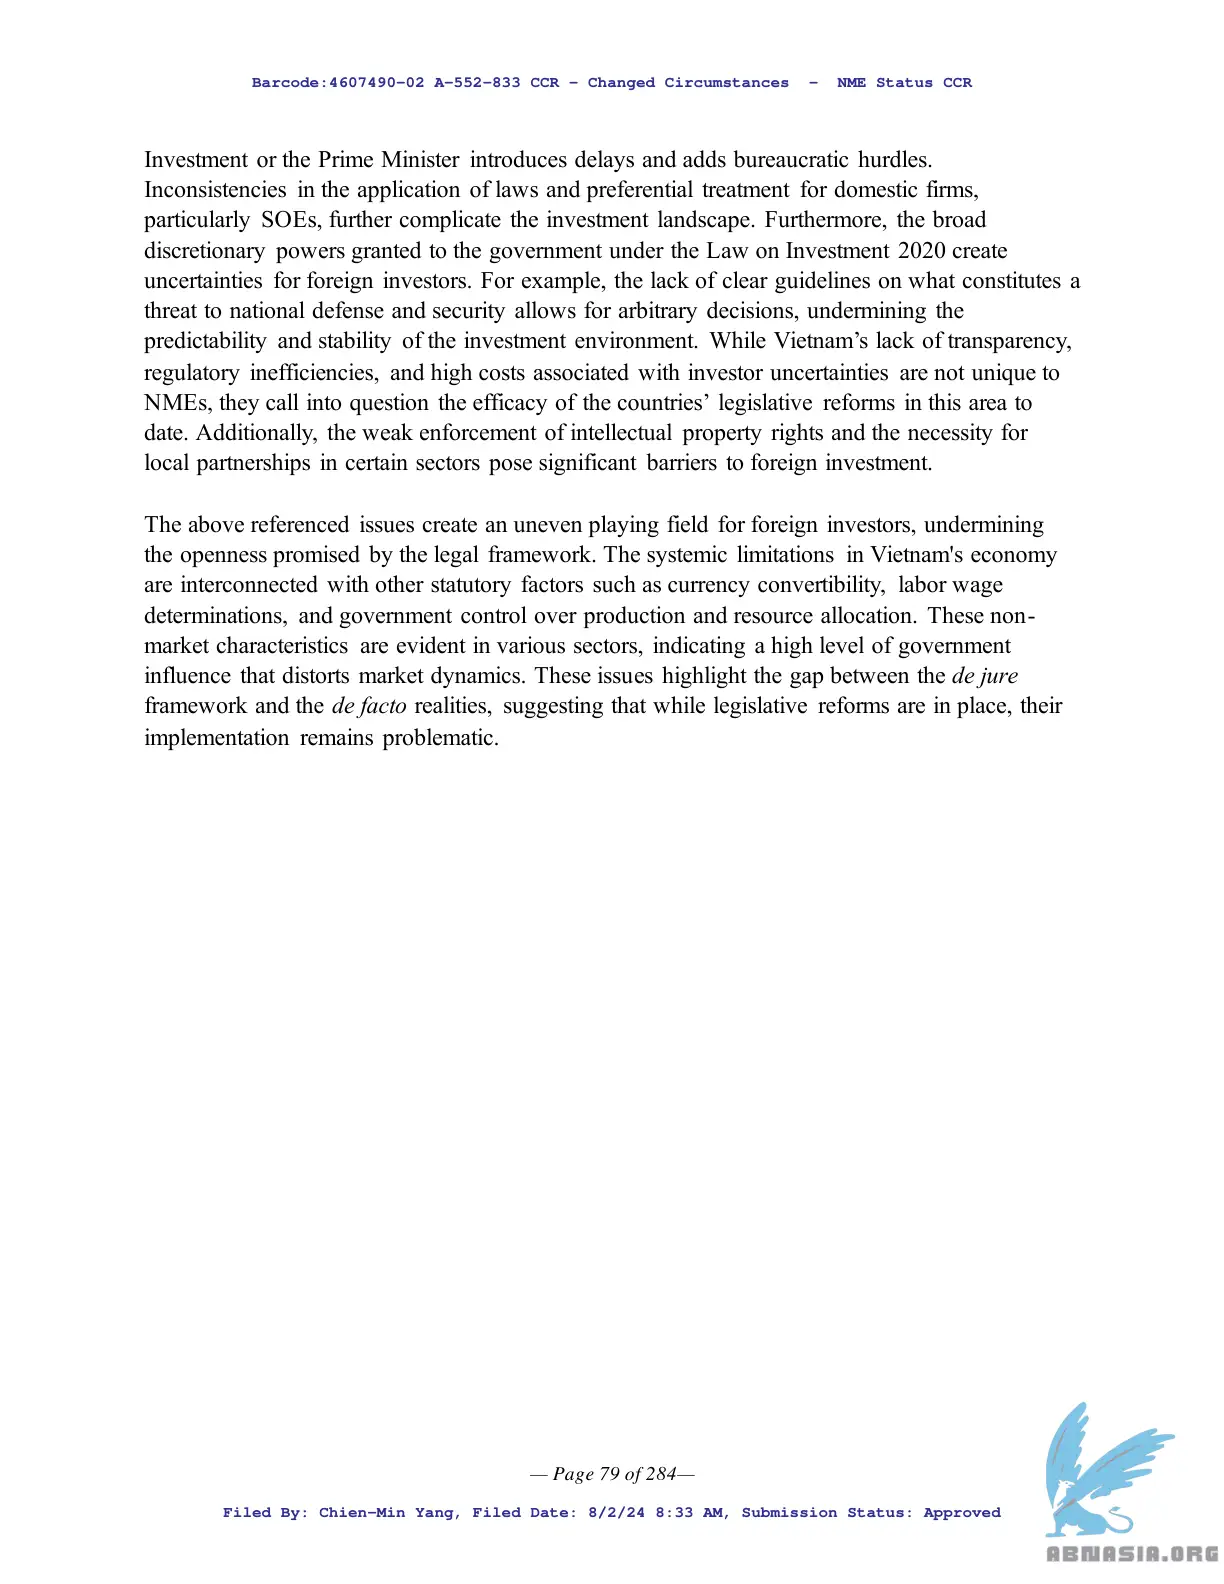 Barcode:4607490-02 A-552-833 CCR - Changed Circumstances - NME Status CCR
Investment or the Prime Minister introduces delays and adds bureaucratic hurdles.
Inconsistencies in the application of laws and preferential treatment for domestic firms,
particularly SOEs, further complicate the investment landscape. Furthermore, the broad
discretionary powers granted to the government under the Law on Investment 2020 create
uncertainties for foreign investors. For example, the lack of clear guidelines on what constitutes a
threat to national defense and security allows for arbitrary decisions, undermining the
predictability and stability of the investment environment. While Vietnam’s lack of transparency,
regulatory inefficiencies, and high costs associated with investor uncertainties are not unique to
NMEs, they call into question the efficacy of the countries’ legislative reforms in this area to
date. Additionally, the weak enforcement of intellectual property rights and the necessity for
local partnerships in certain sectors pose significant barriers to foreign investment.
The above referenced issues create an uneven playing field for foreign investors, undermining
the openness promised by the legal framework. The systemic limitations in Vietnam's economy
are interconnected with other statutory factors such as currency convertibility, labor wage
determinations, and government control over production and resource allocation. These non-
market characteristics are evident in various sectors, indicating a high level of government
influence that distorts market dynamics. These issues highlight the gap between the de jure
framework and the de facto realities, suggesting that while legislative reforms are in place, their
implementation remains problematic.
— Page 79 of 284—
Filed By: Chien-Min Yang, Filed Date: 8/2/24 8:33 AM, Submission Status: Approved
ABNASIA.ORG